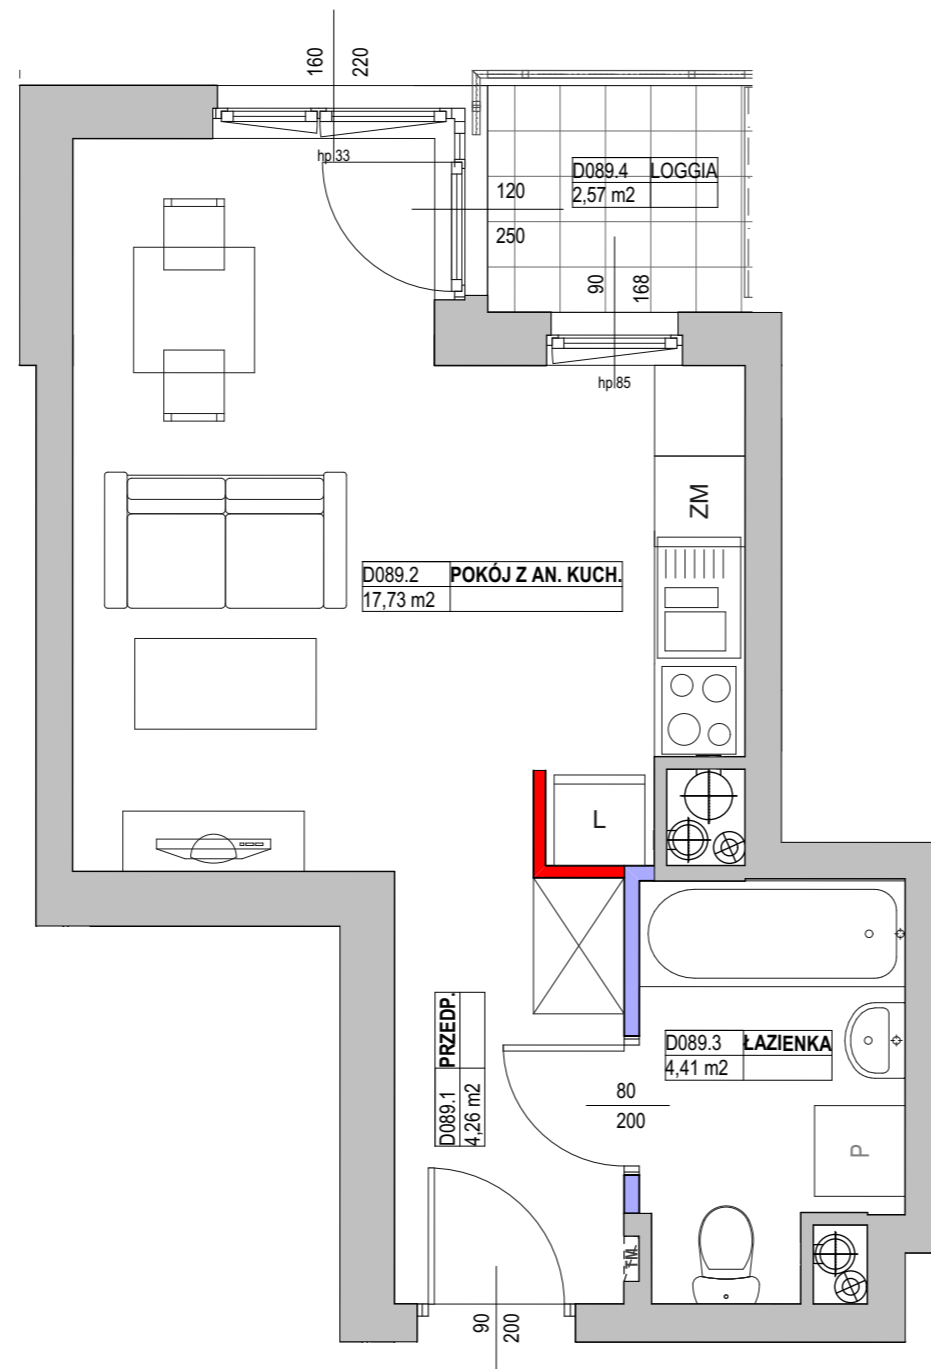 160
220
hp 33
D089.4 LOGGIA
2,57 m2
120
250
90
168
hp 85
ZM
D089.2 POKÓJ Z AN. KUCH.
17,73 m2
L
D089.1 PRZEDP.
4,26 m2
D089.3 ŁAZIENKA
4,41 m2
80
200
P
TM
90
200